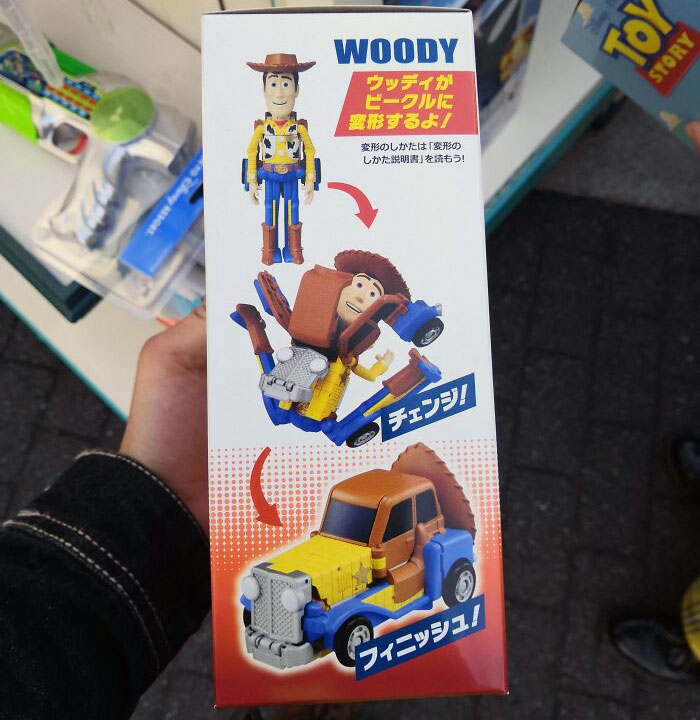 WOODY
ウッディが
ビークルに
変形するよ!
変形のしかたは「変形の
しかた説明書」を読もう!
チェンジ!
フィニッシュ!
TOY
STORY